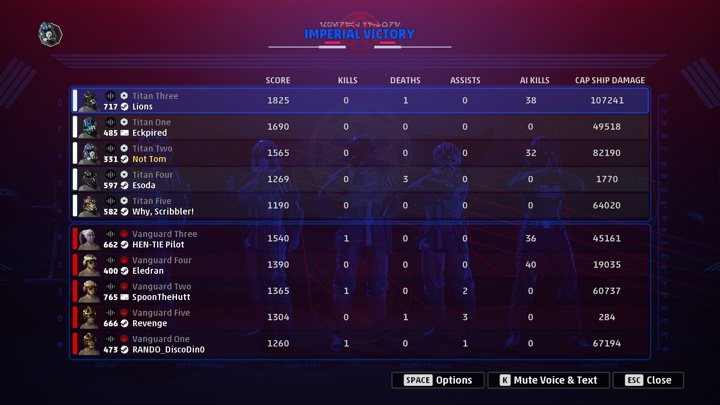 IMPERIAL VICTORY
SCORE KILLS DEATHS ASSISTS AI KILLS CAP SHIP DAMAGE
Titan Three
717 Lions 1825 0 1 0 38 107241
Titan One
485 Eckpired 1690 0 0 0 0 49518
Titan Two
331 Not Tom 1565 0 0 0 32 82190
Titan Four
597 Esoda 1269 0 3 0 0 1770
Titan Five
582 Why, Scribbler! 1190 0 0 0 0 64020
Vanguard Three
662 HEN-TIE Pilot 1540 1 0 0 36 45161
Vanguard Four
400 Eledran 1390 0 0 0 40 19035
Vanguard Two
765 SpoonTheHutt 1365 1 0 2 0 60737
Vanguard Five
666 Revenge 1304 0 1 3 0 284
Vanguard One
473 RANDO_DiscoDin0 1260 1 0 1 0 67194
SPACE Options K Mute Voice & Text ESC Close